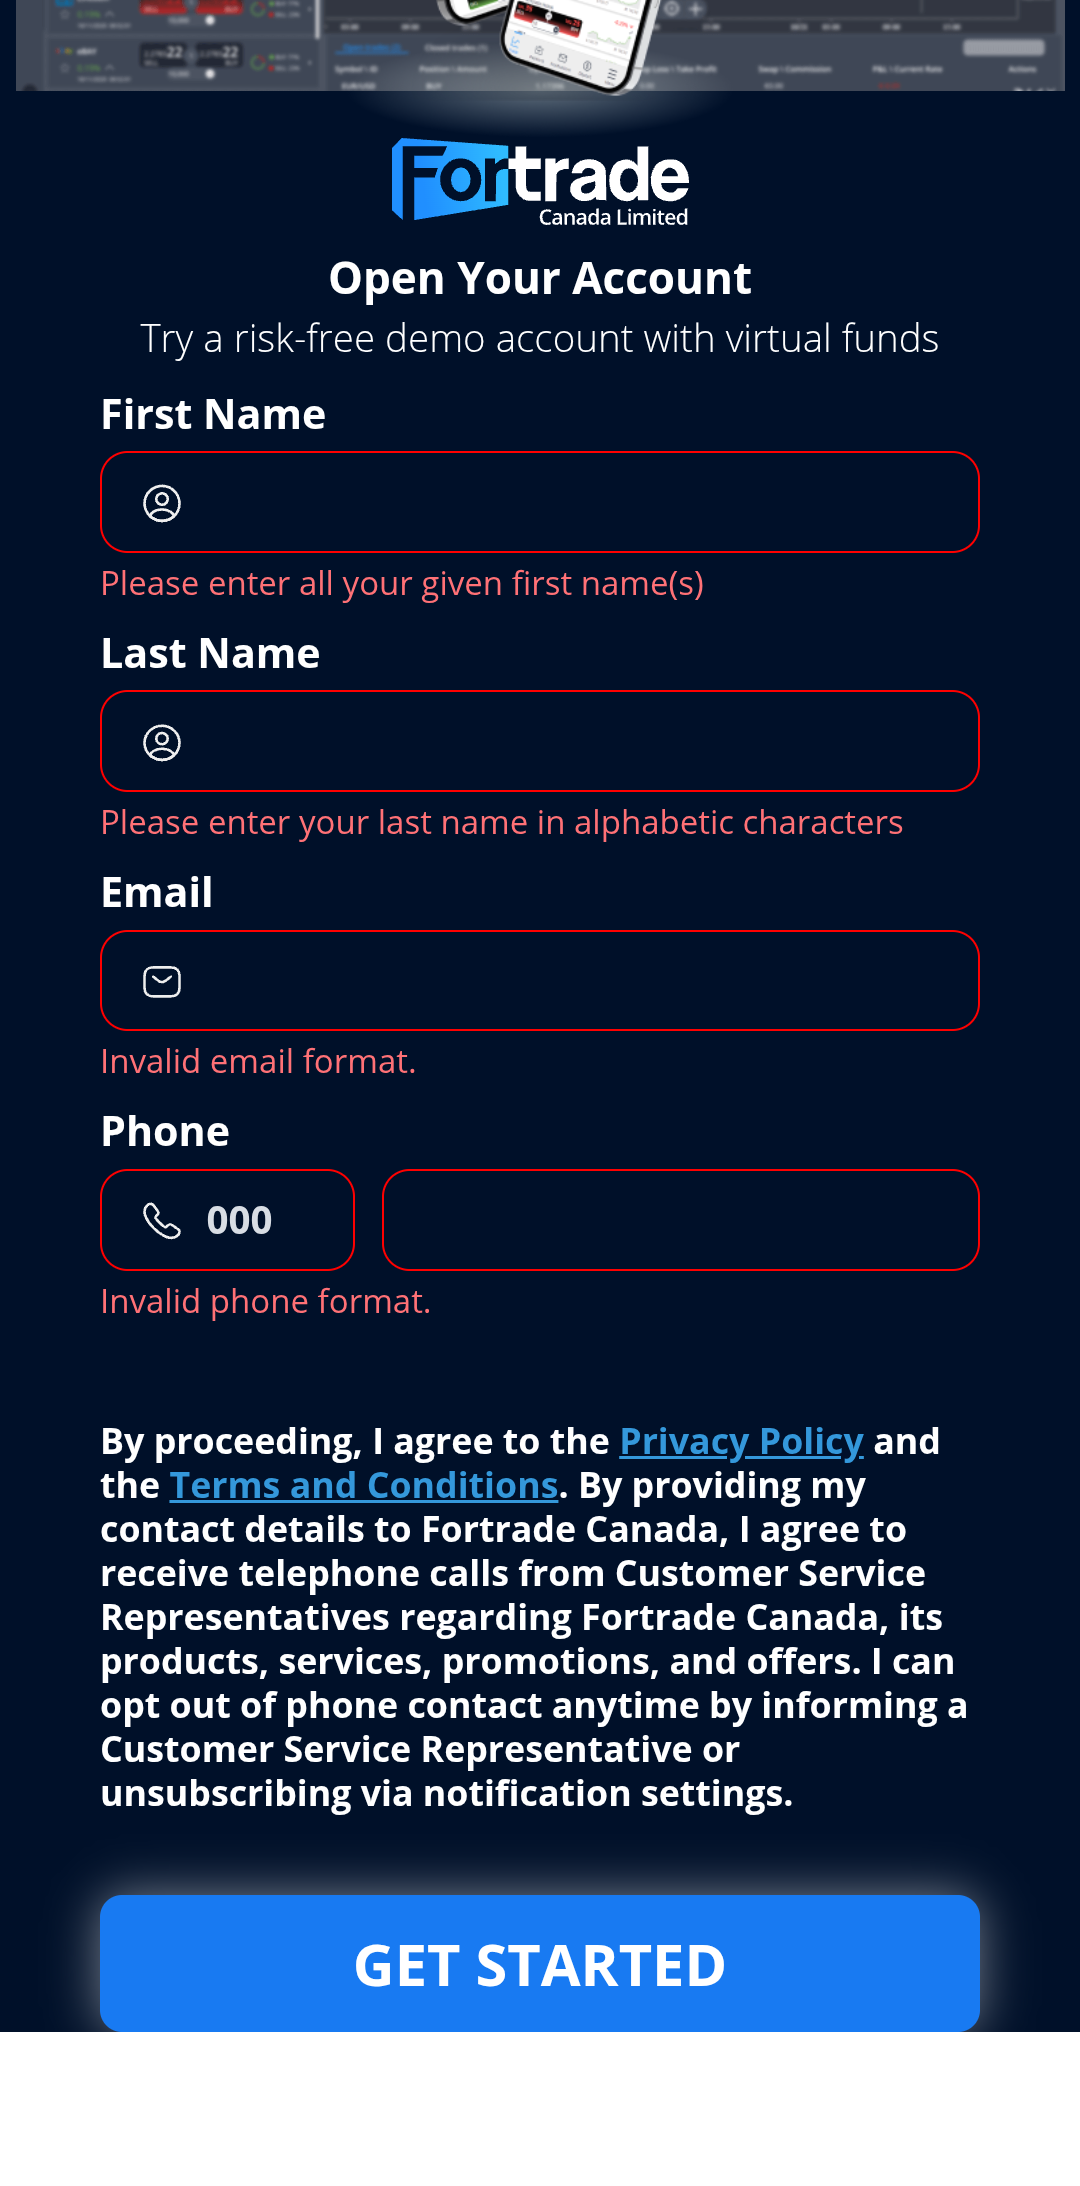 Fortrade
Canada Limited
Open Your Account
Try a risk-free demo account with virtual funds
First Name
Please enter all your given first name(s)
Last Name
Please enter your last name in alphabetic characters
Email
Invalid email format.
Phone
000
Invalid phone format.
By proceeding, I agree to the Privacy Policy and
the Terms and Conditions. By providing my
contact details to Fortrade Canada, I agree to
receive telephone calls from Customer Service
Representatives regarding Fortrade Canada, its
products, services, promotions, and offers. I can
opt out of phone contact anytime by informing a
Customer Service Representative or
unsubscribing via notification settings.
GET STARTED